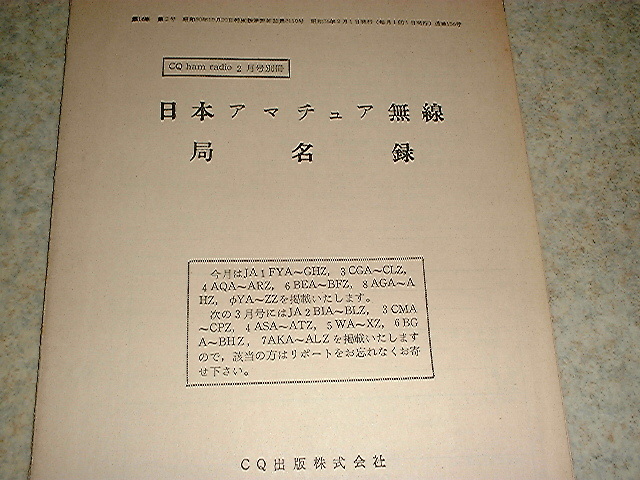 CQ ham radio 2月号別冊
日本アマチュア無線
局名録
今月はJA1FYA〜GHZ, 3CGA〜CLZ,
4AQA〜ARZ, 6BEA〜BFZ, 8AGA〜A
HZ, φYA〜ZZを掲載いたします。
次の3月号にはJA2BIA〜BLZ, 3CMA
〜CPZ, 4ASA〜ATZ, 5WA〜XZ, 6BG
A〜BHZ, 7AKA〜ALZを掲載いたします
ので，該当の方はリポートをお忘れなくお寄
せ下さい。
CQ出版株式会社